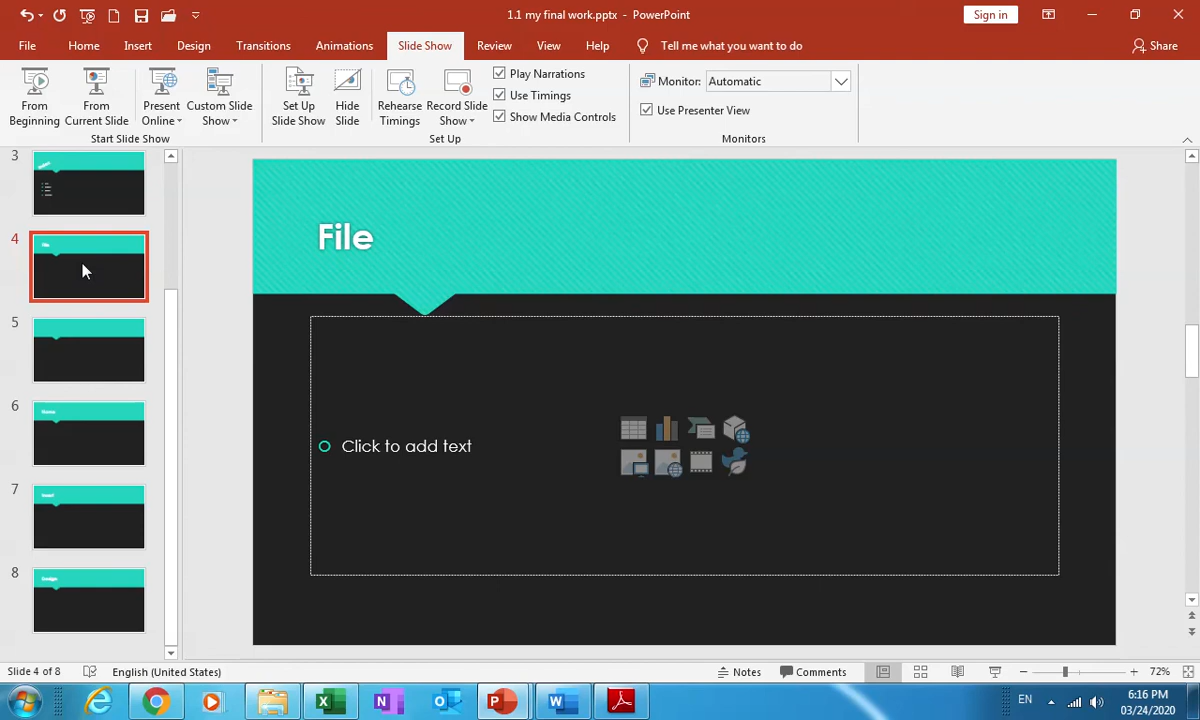 1.1 my final work.pptx - PowerPoint
Sign in
File Home Insert Design Transitions Animations Slide Show Review View Help Tell me what you want to do Share
From Beginning
From Current Slide
Present Online
Custom Slide Show
Set Up Slide Show
Hide Slide
Rehearse Timings
Record Slide Show
Play Narrations
Use Timings
Show Media Controls
Monitor: Automatic
Use Presenter View
Start Slide Show
Set Up
Monitors
3
4
File
5
6
Home
7
Insert
8
Design
File
Click to add text
Slide 4 of 8 English (United States) Notes Comments 72%
EN 6:16 PM
03/24/2020